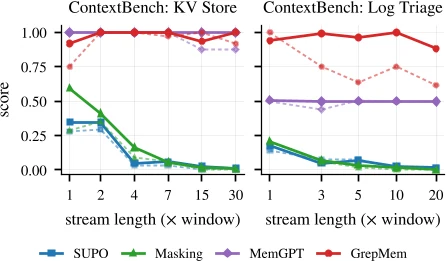 ContextBench: KV Store
ContextBench: Log Triage
score
1.00
0.75
0.50
0.25
0.00
1 2 4 7 15 30
1 3 5 10 20
stream length (× window)
stream length (× window)
SUPO
Masking
MemGPT
GrepMem